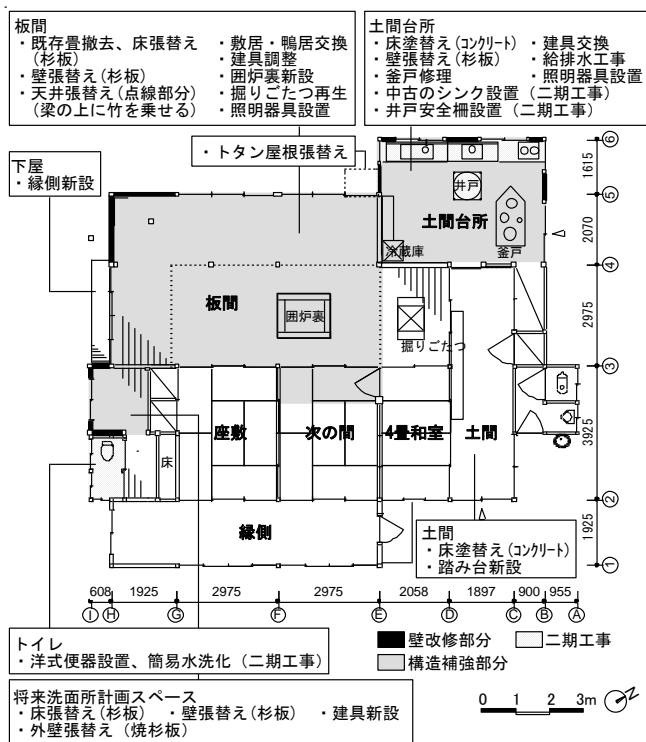 板間
・既存畳撤去、床張替え
(杉板)
・壁張替え(杉板)
・天井張替え(点線部分)
(梁の上に竹を乗せる)
・敷居・鴨居交換
・建具調整
・囲炉裏新設
・掘りごたつ再生
・照明器具設置
土間台所
・床塗替え(コンクリート)
・壁張替え(杉板)
・釜戸修理
・中古のシンク設置(二期工事)
・井戸安全柵設置(二期工事)
・建具交換
・給排水工事
・照明器具設置
・トタン屋根張替え
下屋
・縁側新設
井戸
土間台所
冷蔵庫
釜戸
板間
囲炉裏
掘りごたつ
座敷
次の間
4畳和室
土間
床
縁側
土間
・床塗替え(コンクリート)
・踏み台新設
6
1615
5
2070
4
2975
3
3925
2
1925
1
608
1925
2975
2975
2058
1897
900
955
I
H
G
F
E
D
C
B
A
トイレ
・洋式便器設置、簡易水洗化(二期工事)
将来洗面所計画スペース
・床張替え(杉板) ・壁張替え(杉板) ・建具新設
・外壁張替え(焼杉板)
壁改修部分
二期工事
構造補強部分
0 1 2 3m
N